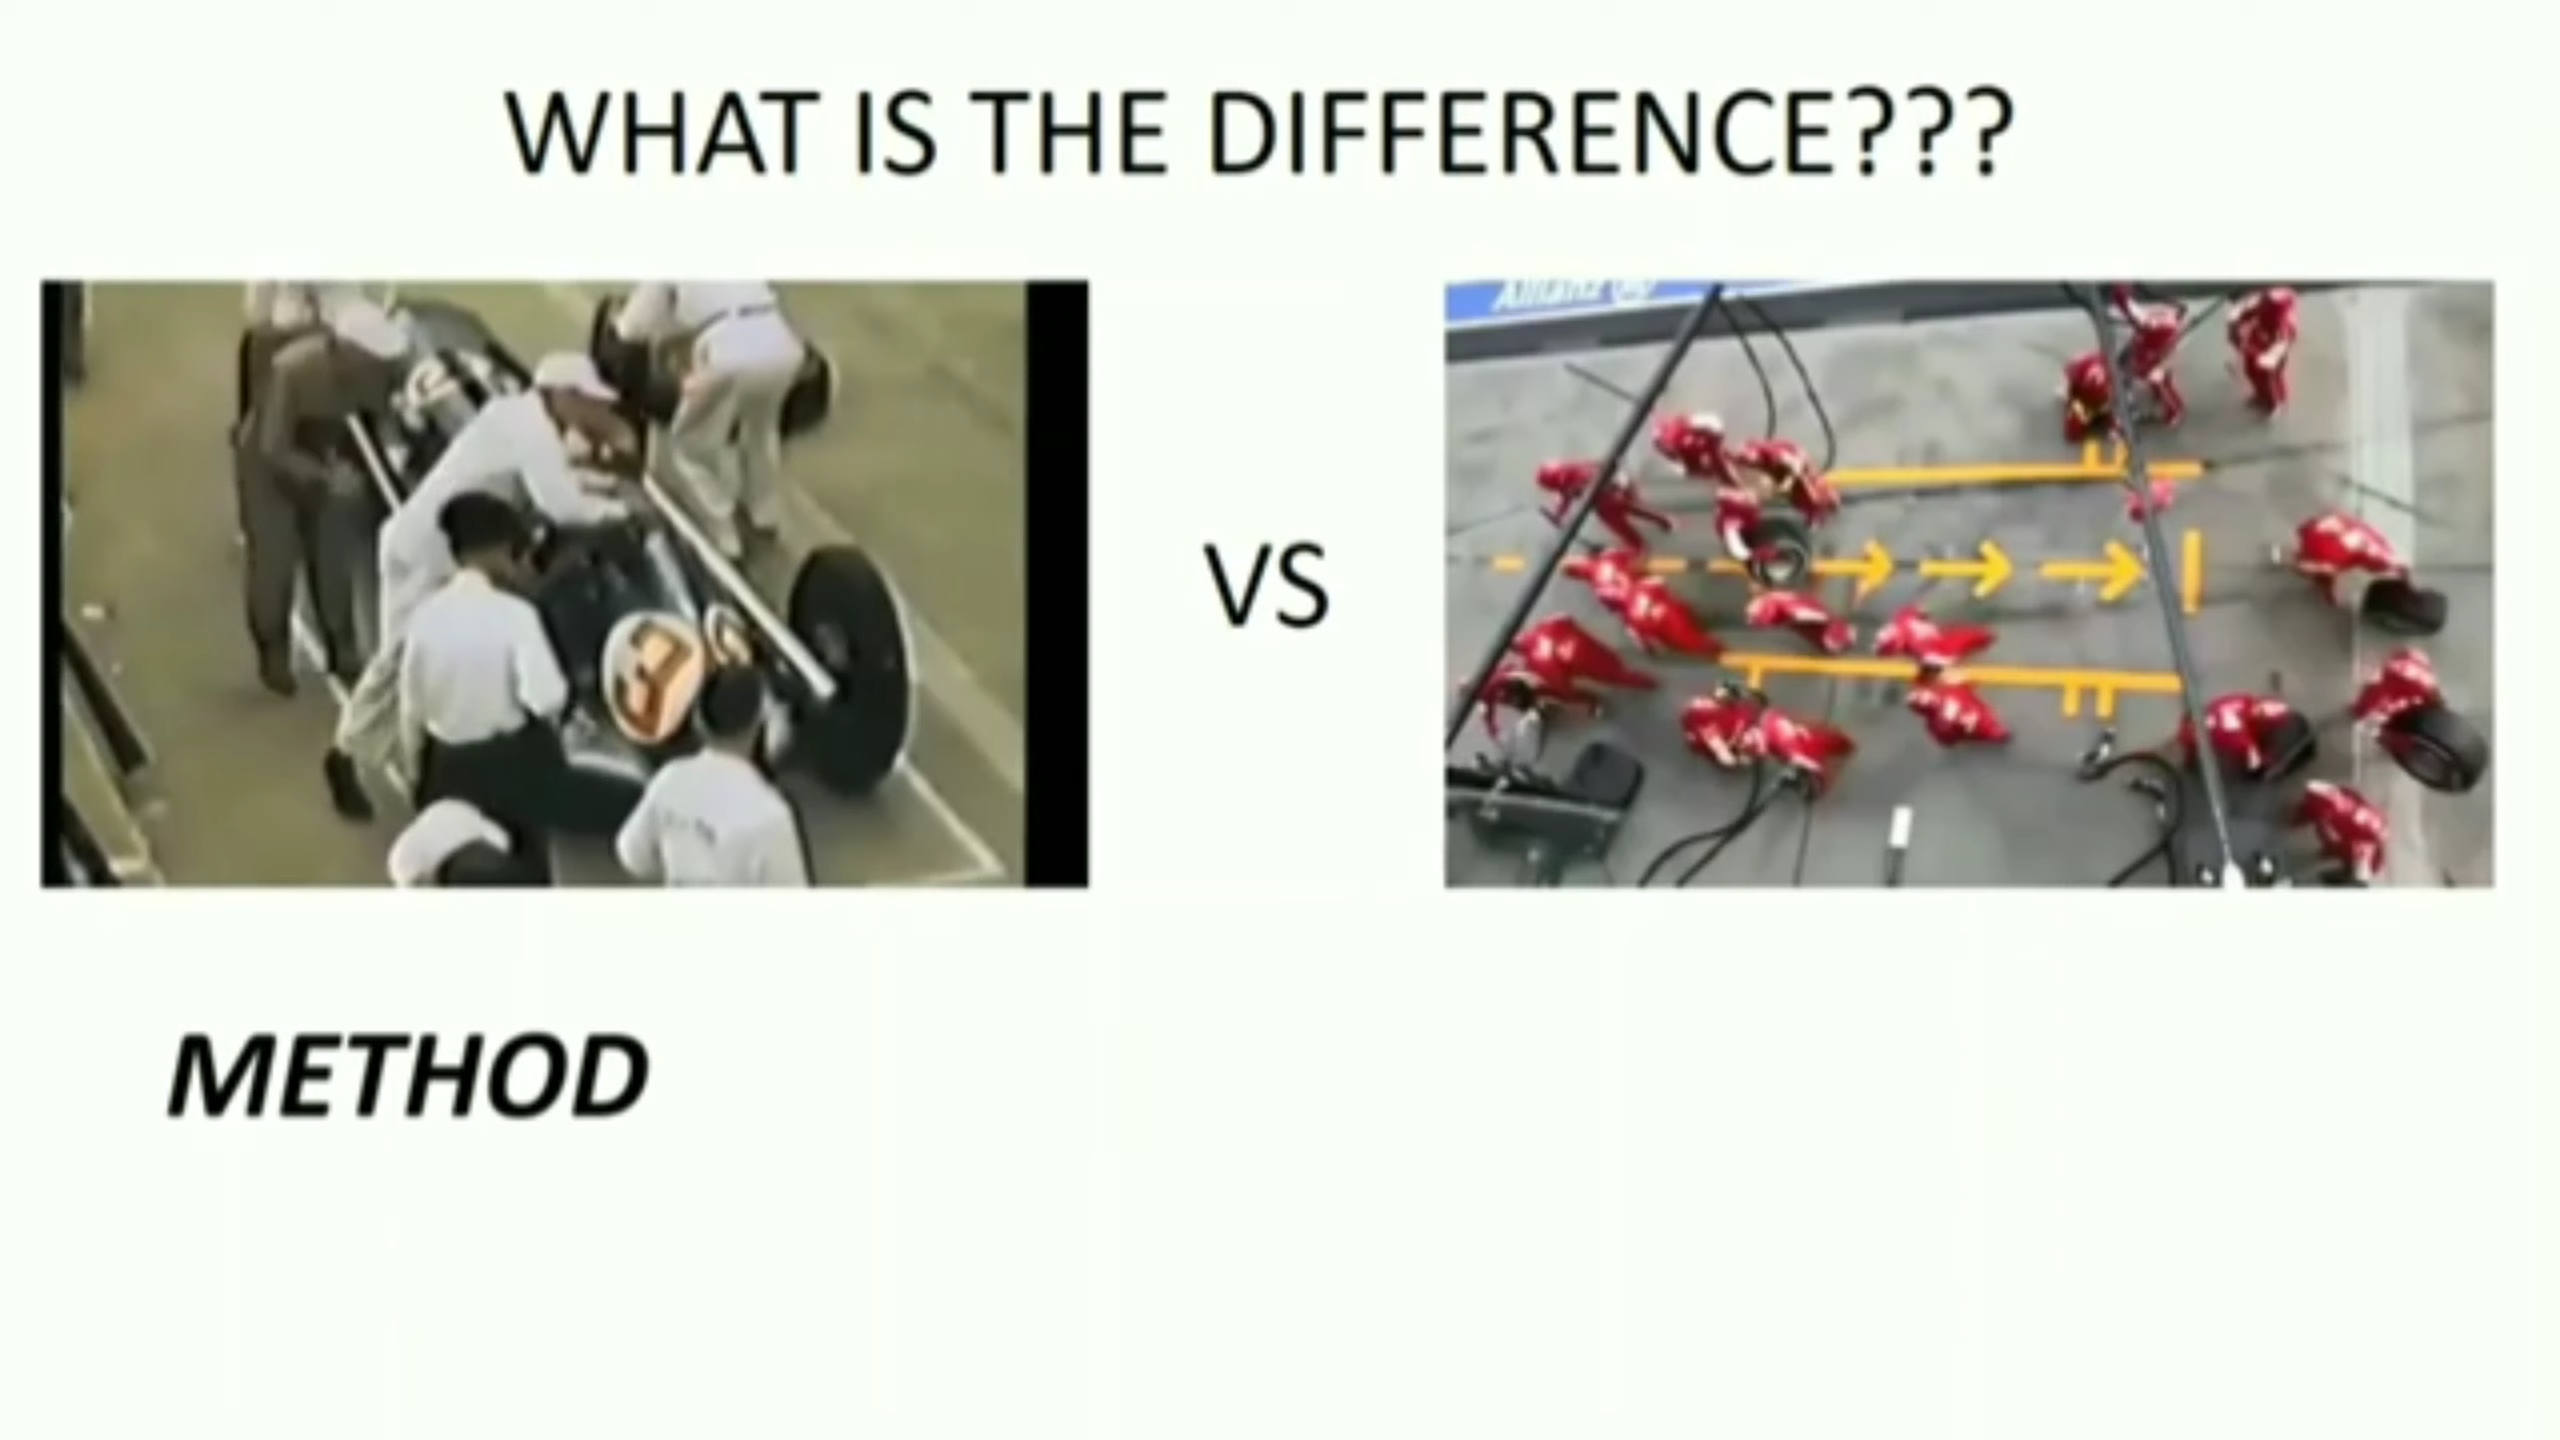 WHAT IS THE DIFFERENCE???
VS
METHOD